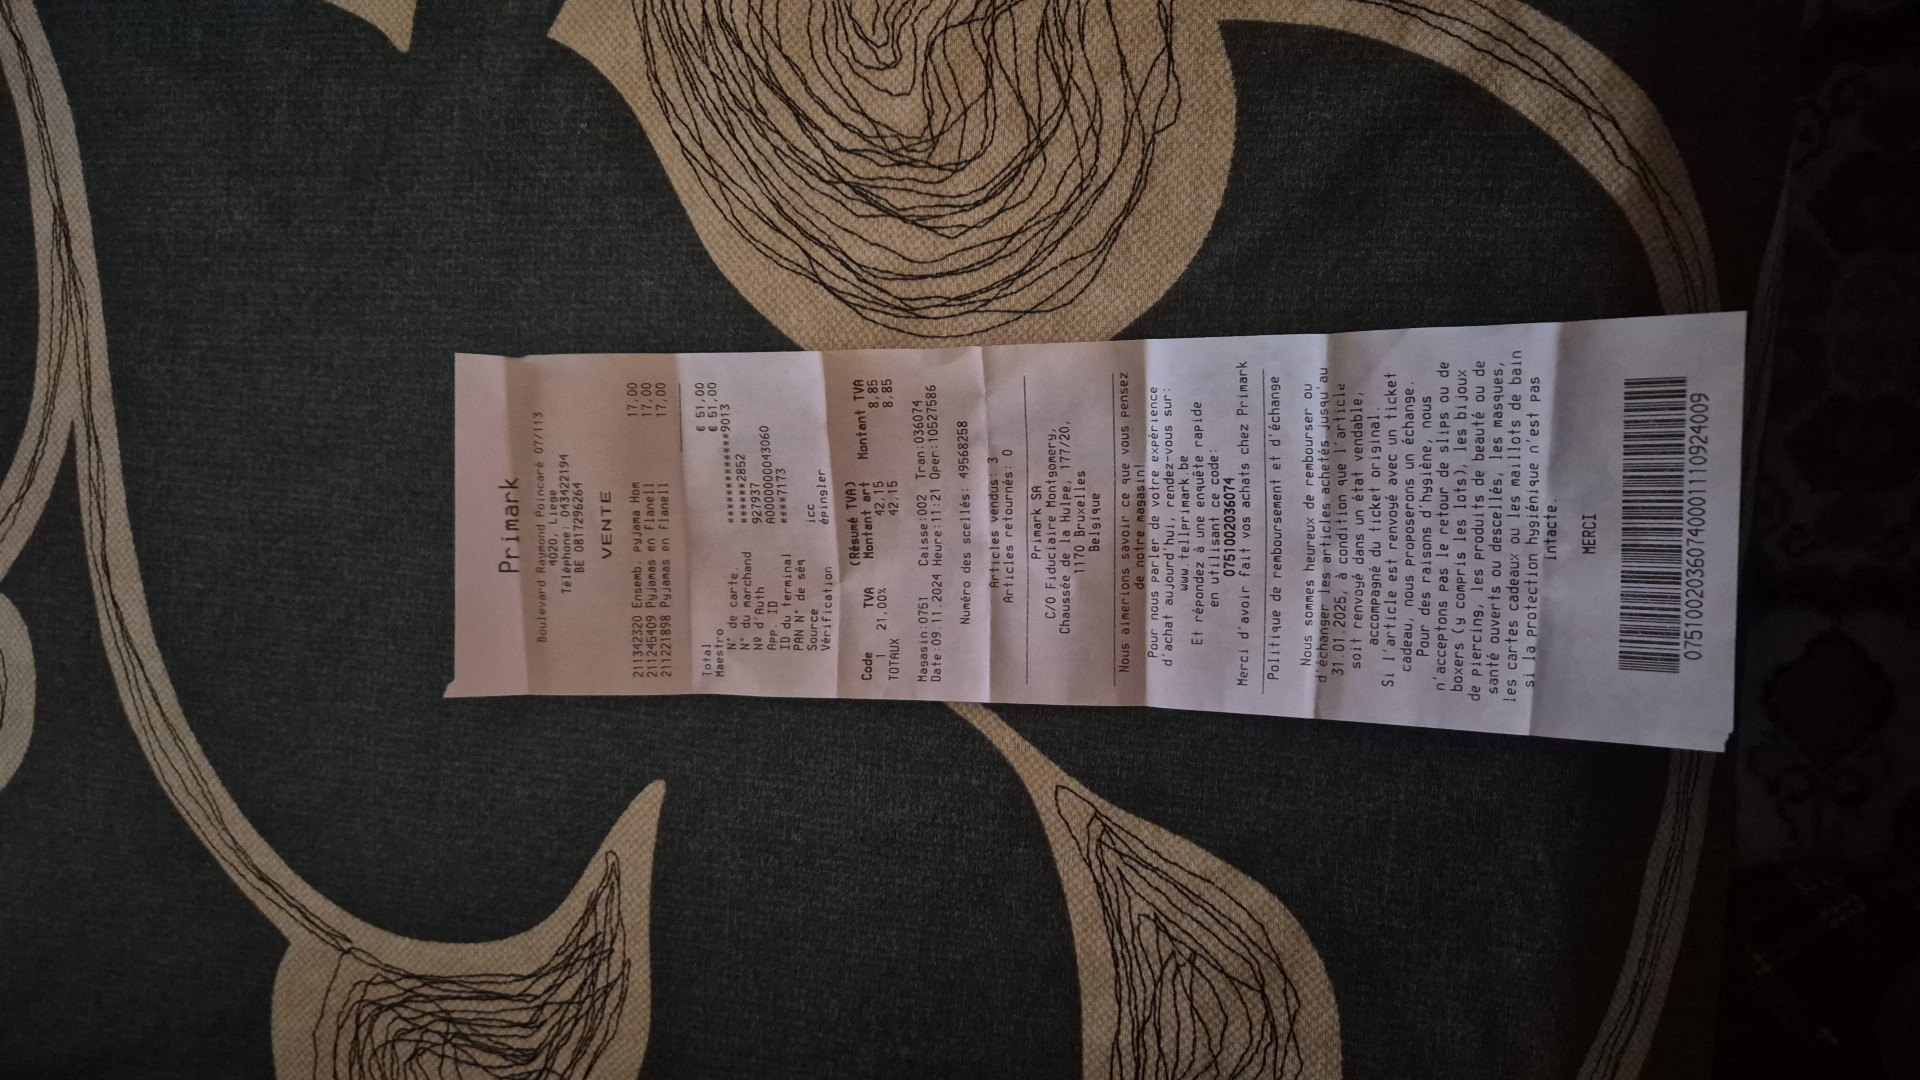 Primark
Boulevard Raymond Poincaré 07/113
4020, Liege
Téléphone: 043422194
BE 0817296264
VENTE
211342320 Ensemb. pyjama Hom 17,00
211245409 Pyjamas en flanell 17,00
211221898 Pyjamas en flanell 17,00
Total € 51,00
Maestro € 51,00
N° de carte. ***************9013
N° du marchand ******2852
Nº d'Auth 927937
App. ID A0000000043060
ID du terminal ****7173
PAN N° de séq
Source icc
Vérification épingler
(Résumé TVA)
Code TVA Montant art Montant TVA
1 21,00% 42,15 8,85
TOTAUX 42,15 8,85
Magasin:0751 Caisse:002 Tran:036074
Date:09.11.2024 Heure:11:21 Oper:10527586
Numéro des scellés: 49568258
Articles vendus: 3
Articles retournés: 0
Primark SA
C/O Fiduciaire Montgomery,
Chaussée de la Hulpe, 177/20,
1170 Bruxelles
Belgique
Nous aimerions savoir ce que vous pensez
de notre magasin!
Pour nous parler de votre expérience
d'achat aujourd'hui, rendez-vous sur:
www.tellprimark.be
Et répondez à une enquête rapide
en utilisant ce code:
0751002036074
Merci d'avoir fait vos achats chez Primark
Politique de remboursement et d'échange
Nous sommes heureux de rembourser ou
d'échanger les articles achetés jusqu'au
31.01.2025, à condition que l'article
soit renvoyé dans un état vendable,
accompagné du ticket original.
Si l'article est renvoyé avec un ticket
cadeau, nous proposerons un échange.
Pour des raisons d'hygiène, nous
n'acceptons pas le retour de slips ou de
boxers (y compris les lots), les bijoux
de piercing, les produits de beauté ou de
santé ouverts ou descellés, les masques,
les cartes cadeaux ou les maillots de bain
si la protection hygiénique n'est pas
intacte.
MERCI
07510020360740001110924009